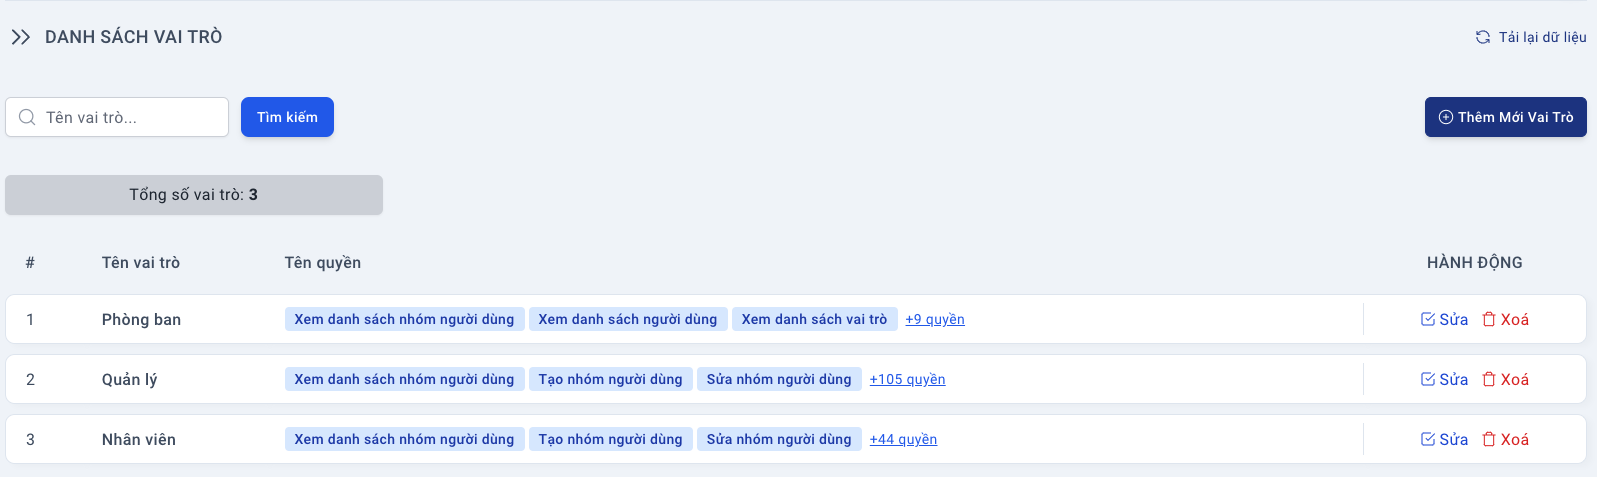 DANH SÁCH VAI TRÒ
Tải lại dữ liệu
Tên vai trò...
Tìm kiếm
Thêm Mới Vai Trò
Tổng số vai trò: 3
# Tên vai trò Tên quyền HÀNH ĐỘNG
1 Phòng ban Xem danh sách nhóm người dùng Xem danh sách người dùng Xem danh sách vai trò +9 quyền Sửa Xoá
2 Quản lý Xem danh sách nhóm người dùng Tạo nhóm người dùng Sửa nhóm người dùng +105 quyền Sửa Xoá
3 Nhân viên Xem danh sách nhóm người dùng Tạo nhóm người dùng Sửa nhóm người dùng +44 quyền Sửa Xoá